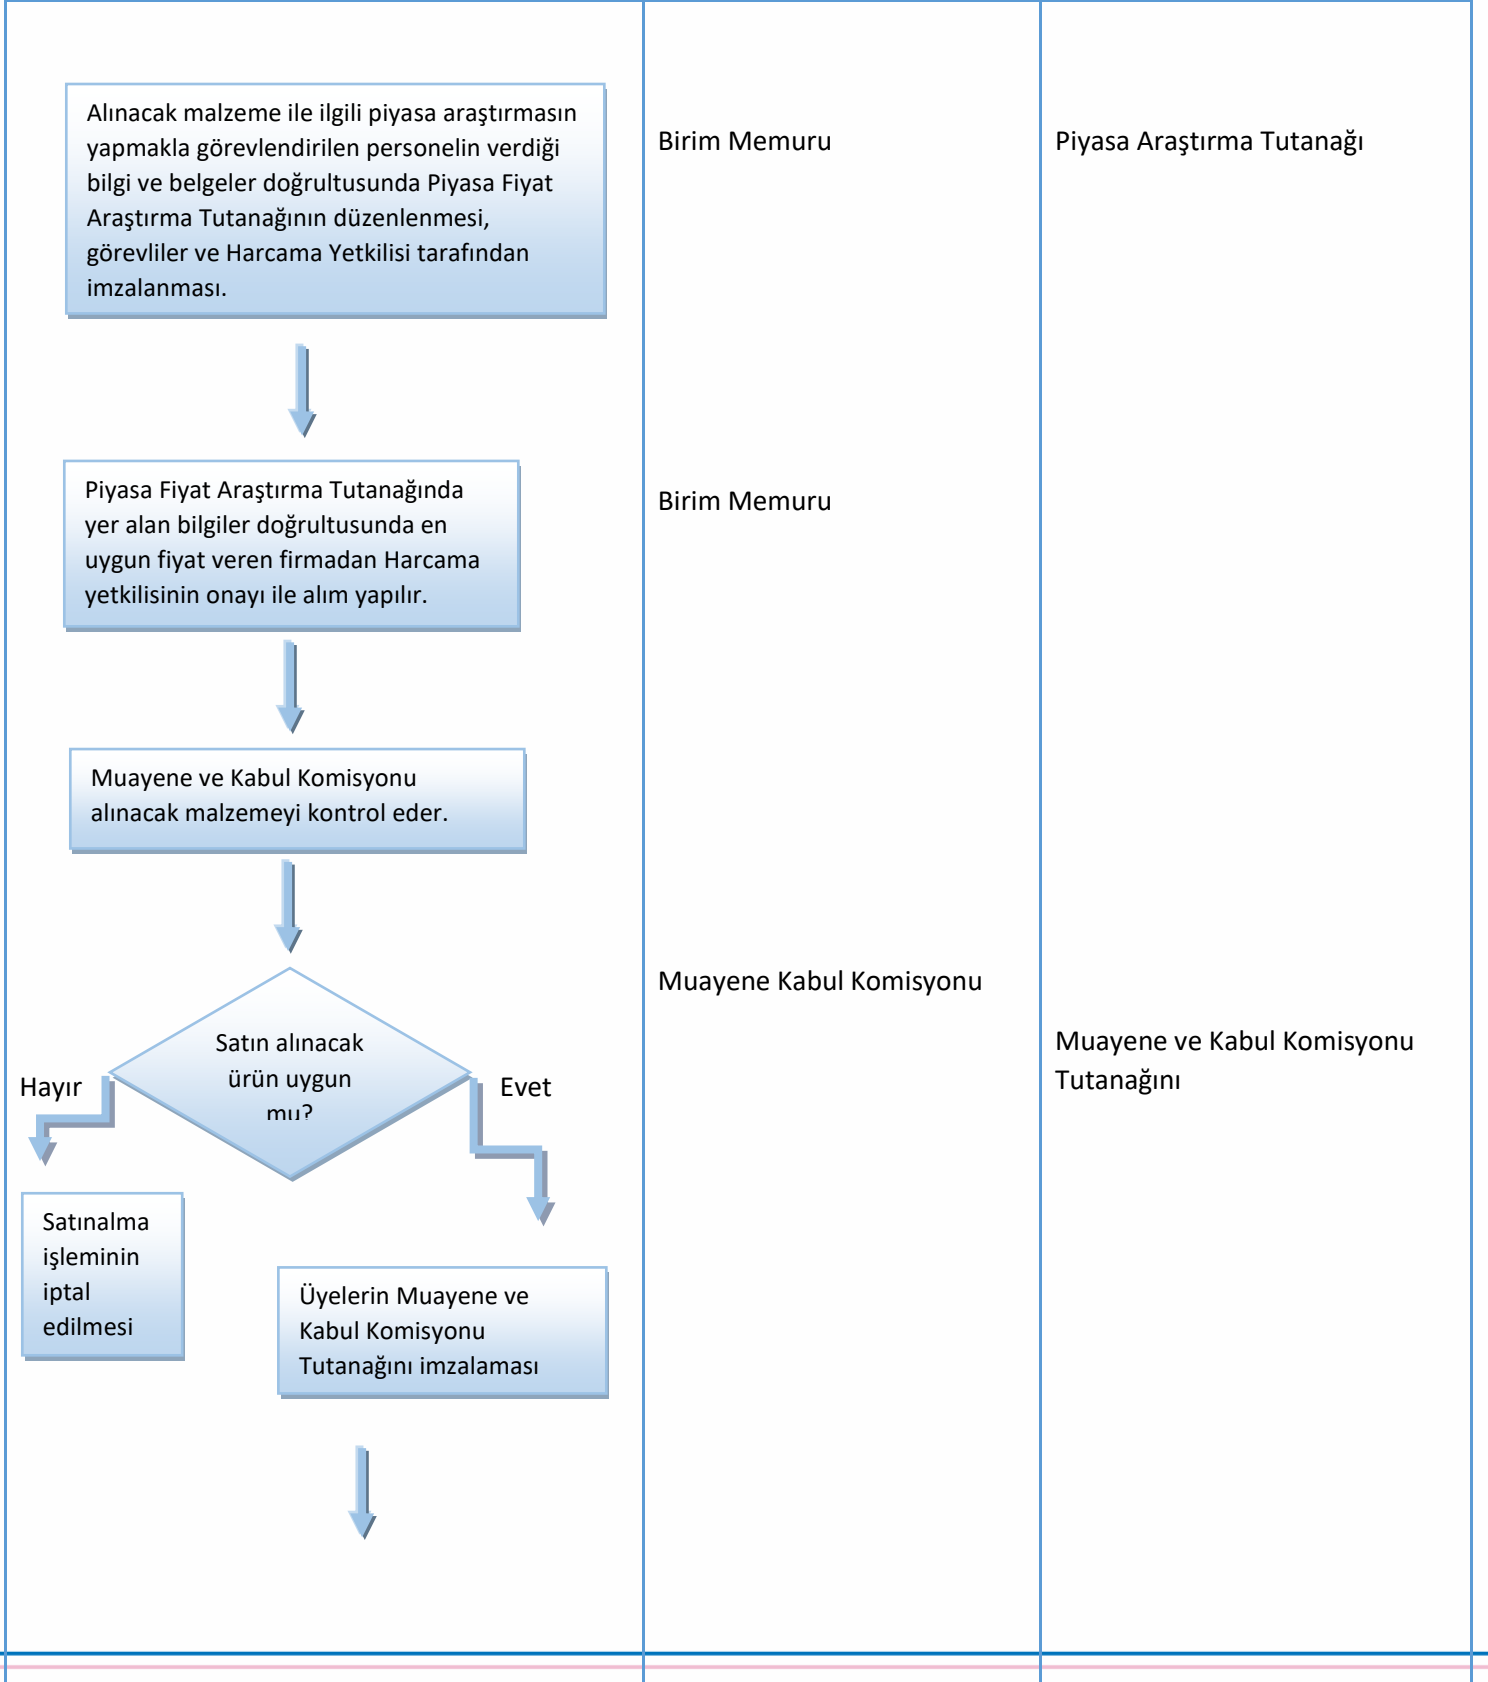 Alınacak malzeme ile ilgili piyasa araştırmasın
yapmakla görevlendirilen personelin verdiği
bilgi ve belgeler doğrultusunda Piyasa Fiyat
Araştırma Tutanağının düzenlenmesi,
görevliler ve Harcama Yetkilisi tarafından
imzalanması.
Birim Memuru
Piyasa Araştırma Tutanağı
Piyasa Fiyat Araştırma Tutanağında
yer alan bilgiler doğrultusunda en
uygun fiyat veren firmadan Harcama
yetkilisinin onayı ile alım yapılır.
Birim Memuru
Muayene ve Kabul Komisyonu
alınacak malzemeyi kontrol eder.
Muayene Kabul Komisyonu
Satın alınacak
ürün uygun
mu?
Muayene ve Kabul Komisyonu
Tutanağını
Hayır
Evet
Satınalma
işleminin
iptal
edilmesi
Üyelerin Muayene ve
Kabul Komisyonu
Tutanağını imzalaması